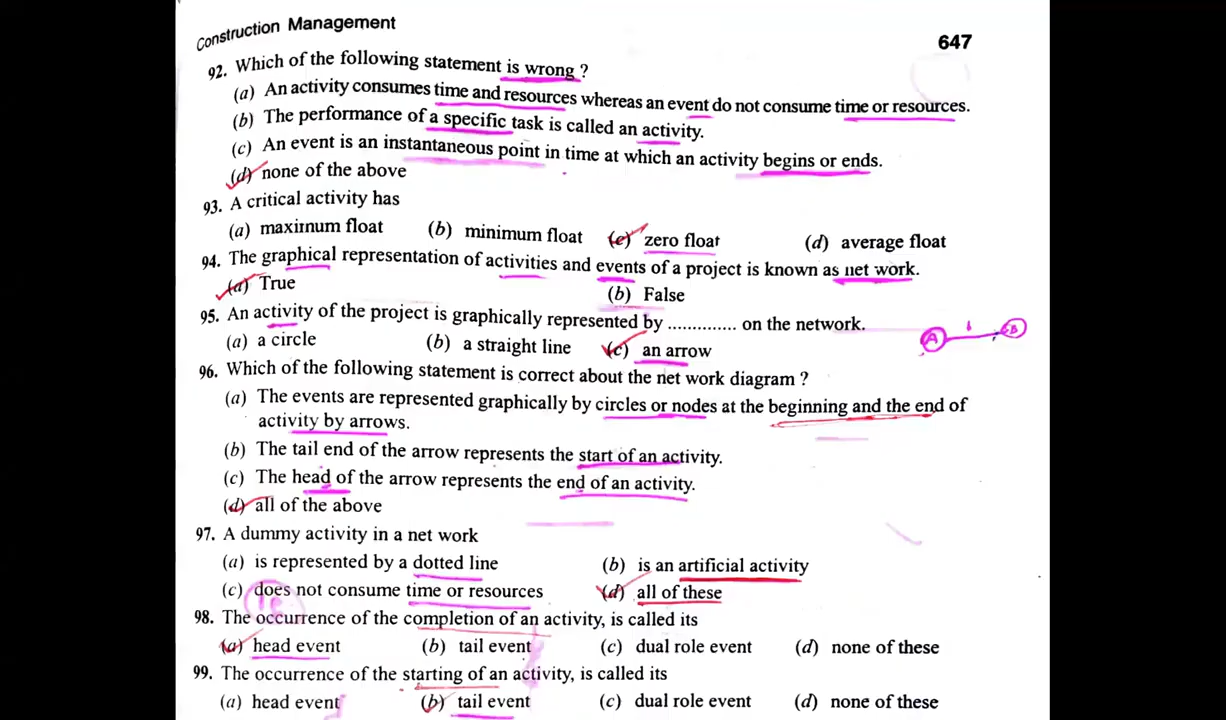 Construction Management
647
92. Which of the following statement is wrong ?
(a) An activity consumes time and resources whereas an event do not consume time or resources.
(b) The performance of a specific task is called an activity.
(c) An event is an instantaneous point in time at which an activity begins or ends.
(d) none of the above
93. A critical activity has
(a) maximum float (b) minimum float (c) zero float (d) average float
94. The graphical representation of activities and events of a project is known as net work.
(a) True (b) False
95. An activity of the project is graphically represented by .............. on the network.
(a) a circle (b) a straight line (c) an arrow
A B
96. Which of the following statement is correct about the net work diagram ?
(a) The events are represented graphically by circles or nodes at the beginning and the end of
activity by arrows.
(b) The tail end of the arrow represents the start of an activity.
(c) The head of the arrow represents the end of an activity.
(d) all of the above
97. A dummy activity in a net work
(a) is represented by a dotted line (b) is an artificial activity
(c) does not consume time or resources (d) all of these
98. The occurrence of the completion of an activity, is called its
(a) head event (b) tail event (c) dual role event (d) none of these
99. The occurrence of the starting of an activity, is called its
(a) head event (b) tail event (c) dual role event (d) none of these